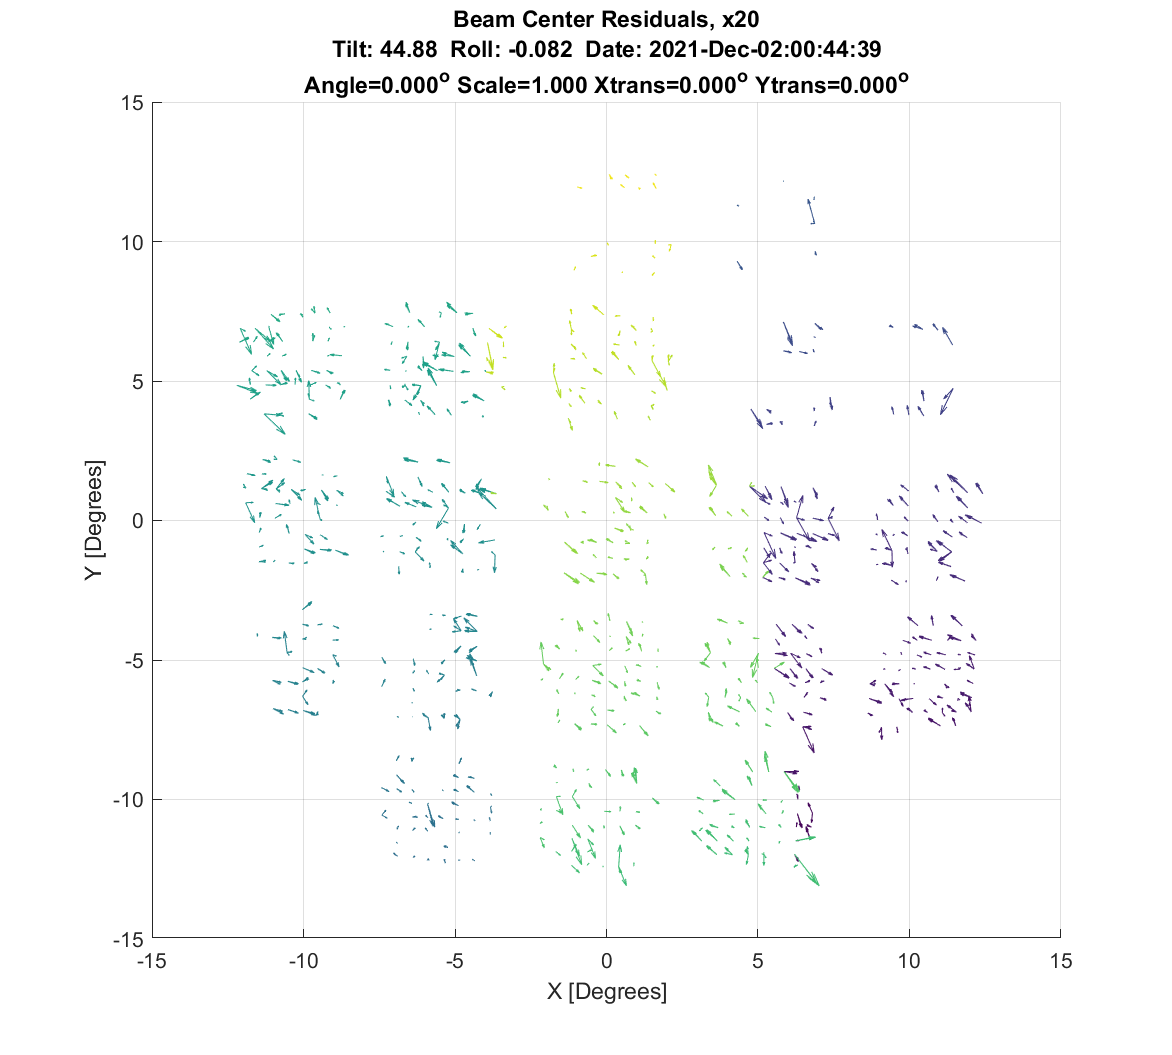 Beam Center Residuals, x20
Tilt: 44.88 Roll: -0.082 Date: 2021-Dec-02:00:44:39
Angle=0.000° Scale=1.000 Xtrans=0.000° Ytrans=0.000°
15
10
5
0
-5
-10
-15
Y [Degrees]
-15 -10 -5 0 5 10 15
X [Degrees]